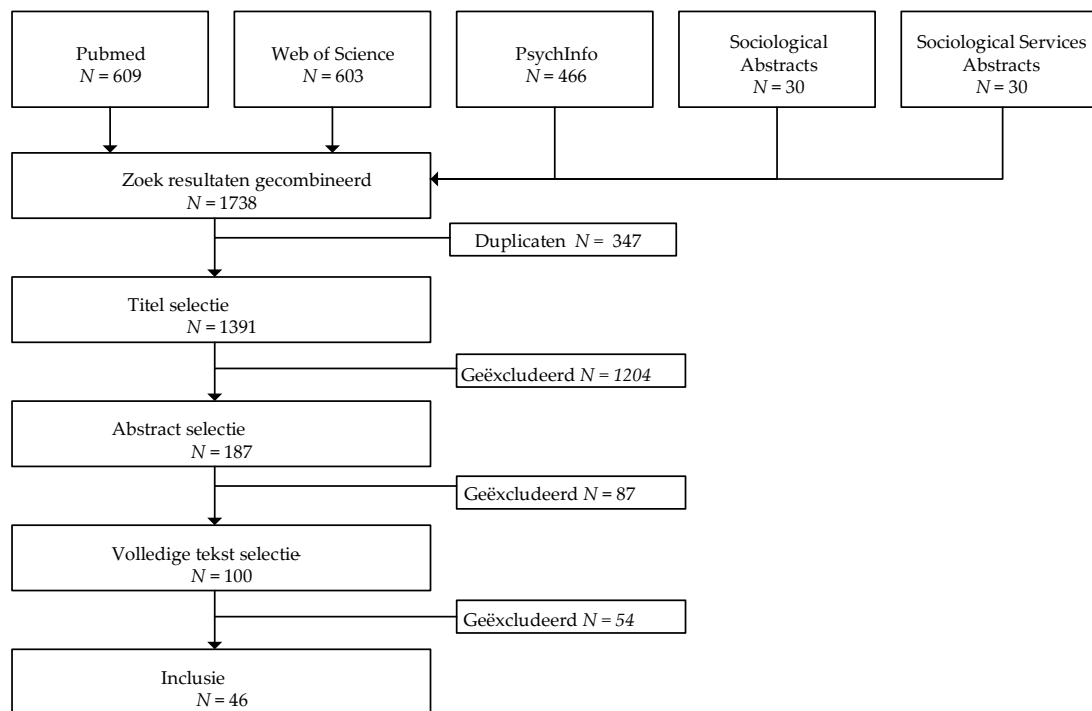 Pubmed
N = 609
Web of Science
N = 603
PsychInfo
N = 466
Sociological
Abstracts
N = 30
Sociological Services
Abstracts
N = 30
Zoek resultaten gecombineerd
N = 1738
Duplicaten N = 347
Titel selectie
N = 1391
Geëxcludeerd N = 1204
Abstract selectie
N = 187
Geëxcludeerd N = 87
Volledige tekst selectie
N = 100
Geëxcludeerd N = 54
Inclusie
N = 46